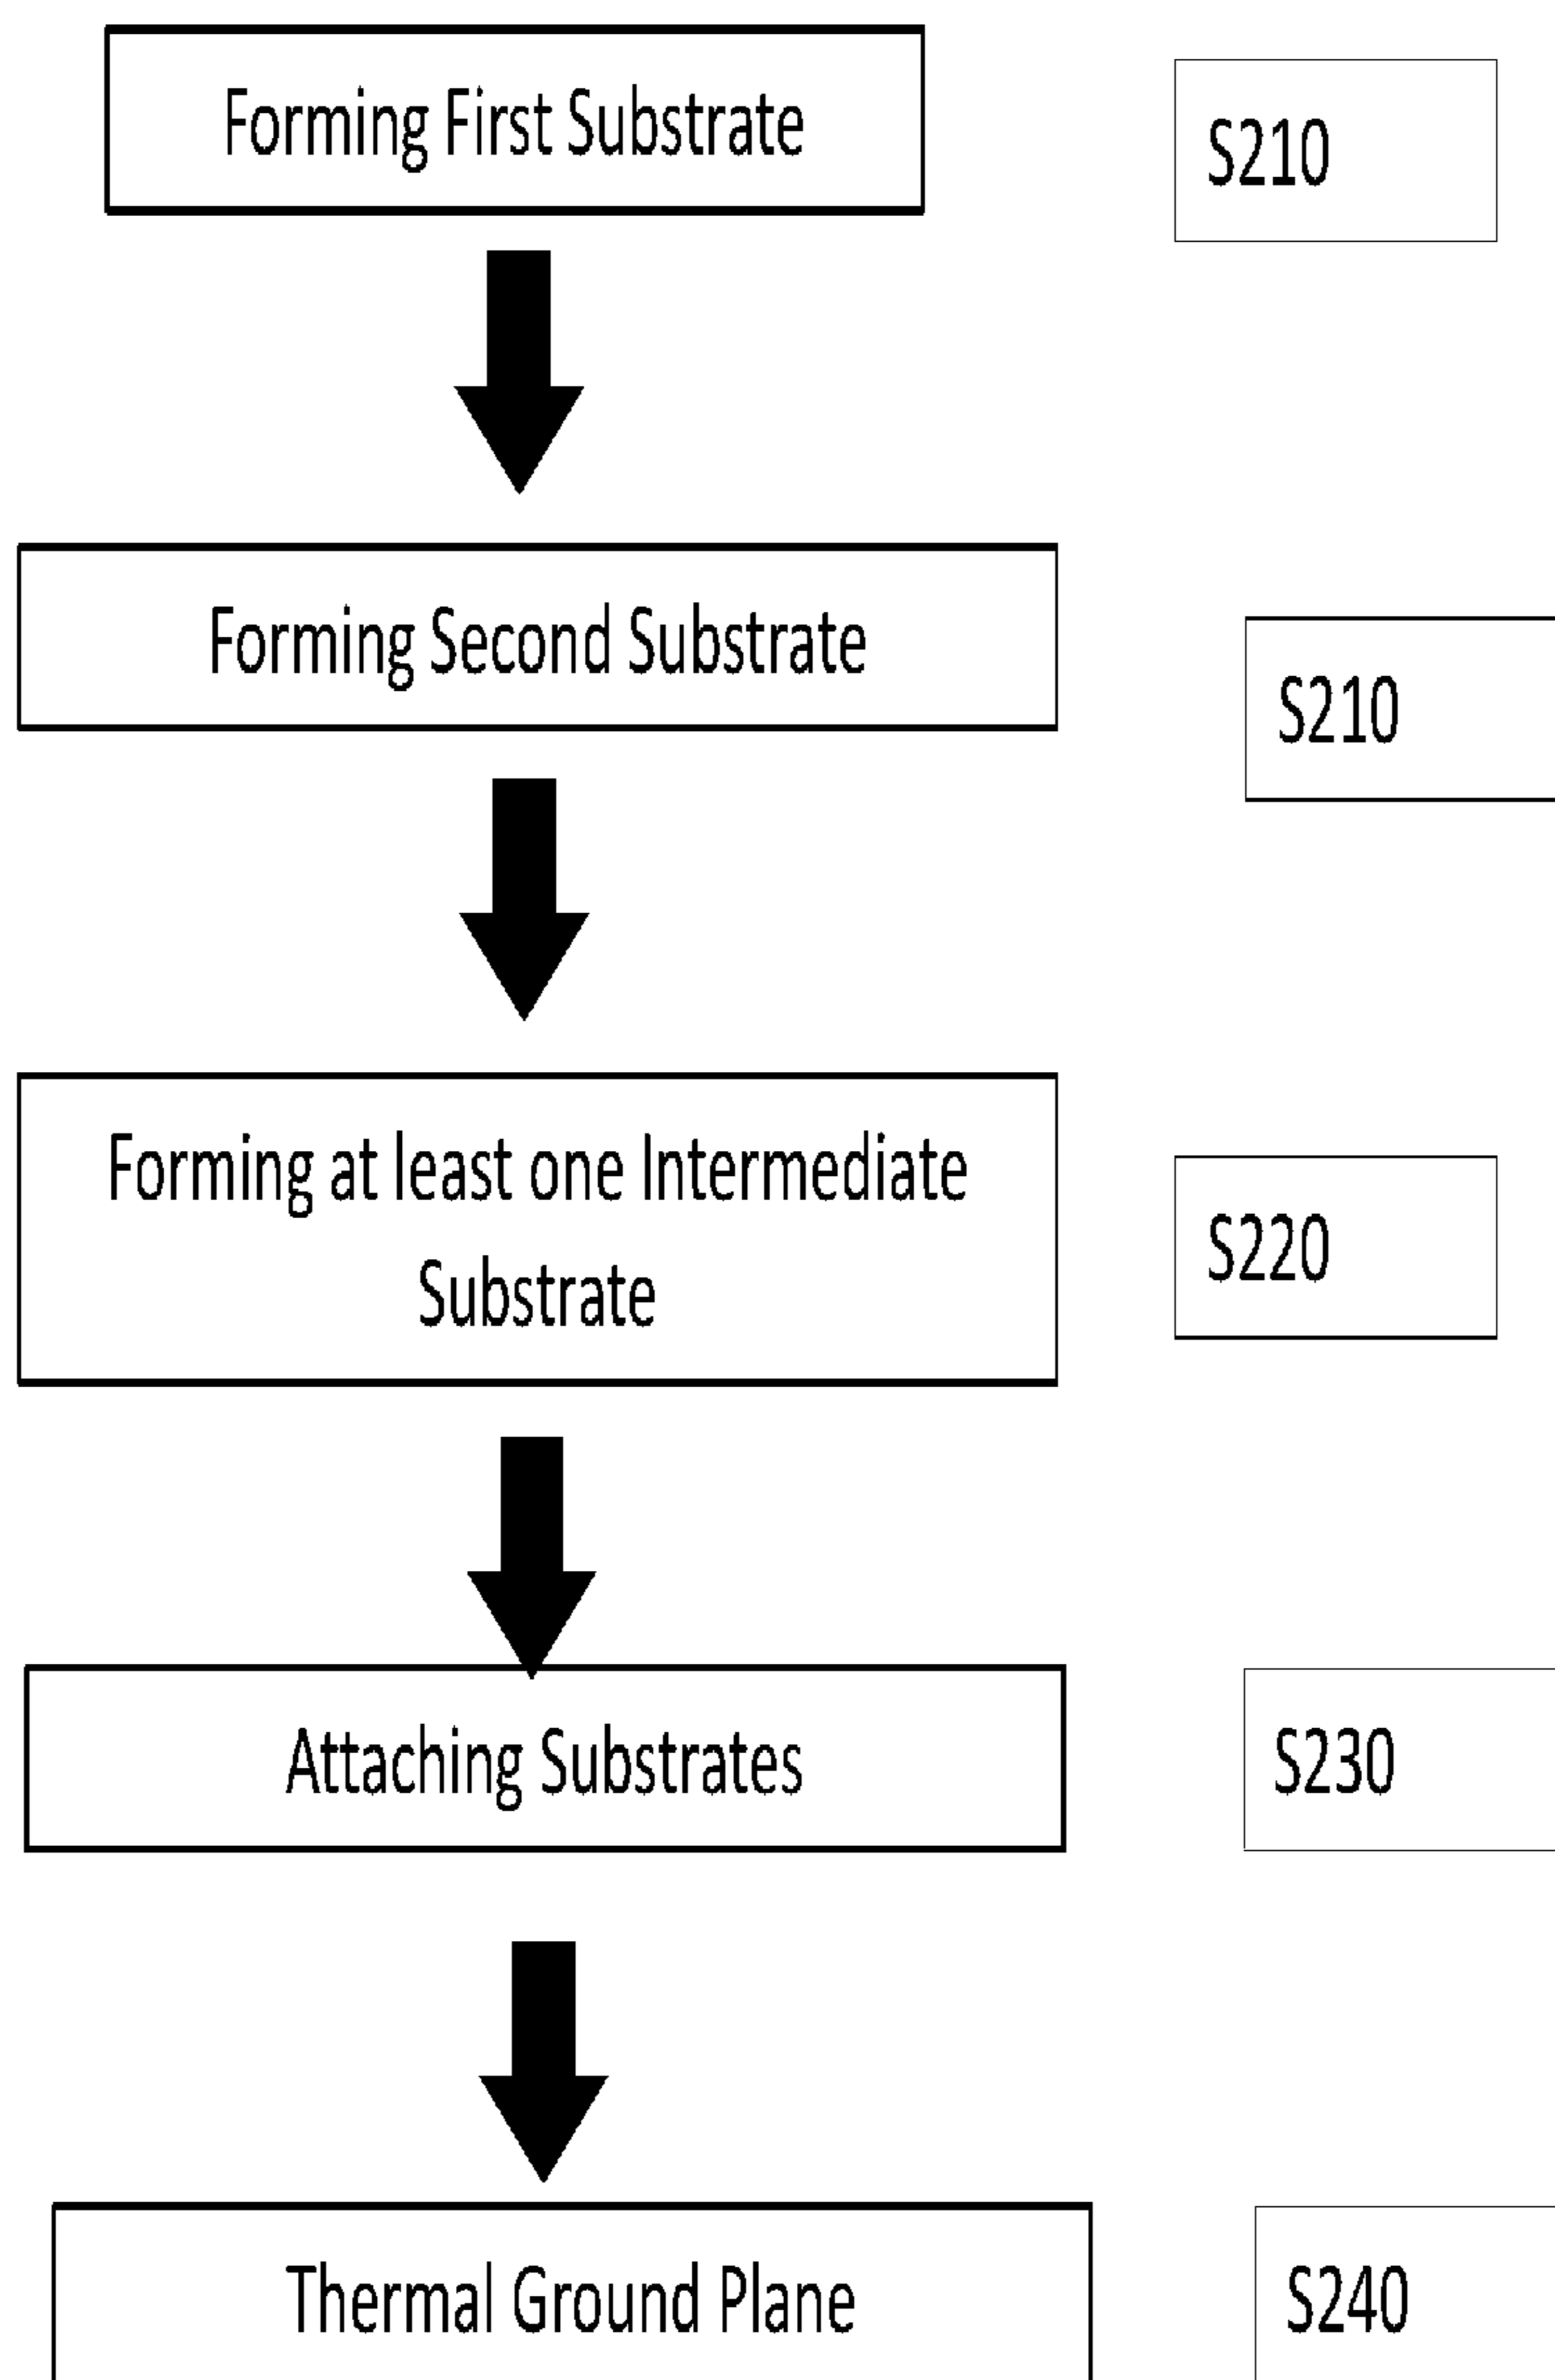 Forming First Substrate
S210
Forming Second Substrate
S210
Forming at least one Intermediate
Substrate
S220
Attaching Substrates
S230
Thermal Ground Plane
S240